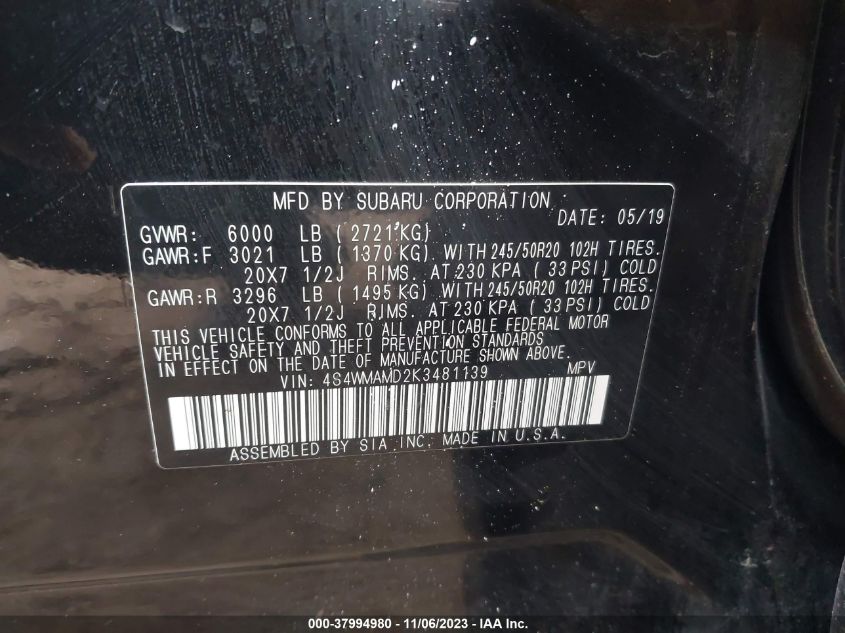 MFD BY SUBARU CORPORATION
DATE: 05/19
GVWR: 6000 LB ( 2721 KG)
GAWR:F 3021 LB ( 1370 KG) WITH 245/50R20 102H TIRES.
20X7 1/2J RIMS. AT 230 KPA ( 33 PSI) COLD
GAWR:R 3296 LB ( 1495 KG) WITH 245/50R20 102H TIRES.
20X7 1/2J RIMS. AT 230 KPA ( 33 PSI) COLD
THIS VEHICLE CONFORMS TO ALL APPLICABLE FEDERAL MOTOR
VEHICLE SAFETY AND THEFT PREVENTION STANDARDS
IN EFFECT ON THE DATE OF MANUFACTURE SHOWN ABOVE.
VIN: 4S4WMAMD2K3481139 MPV
ASSEMBLED BY SIA INC. MADE IN U.S.A.
000-37994980 - 11/06/2023 - IAA Inc.